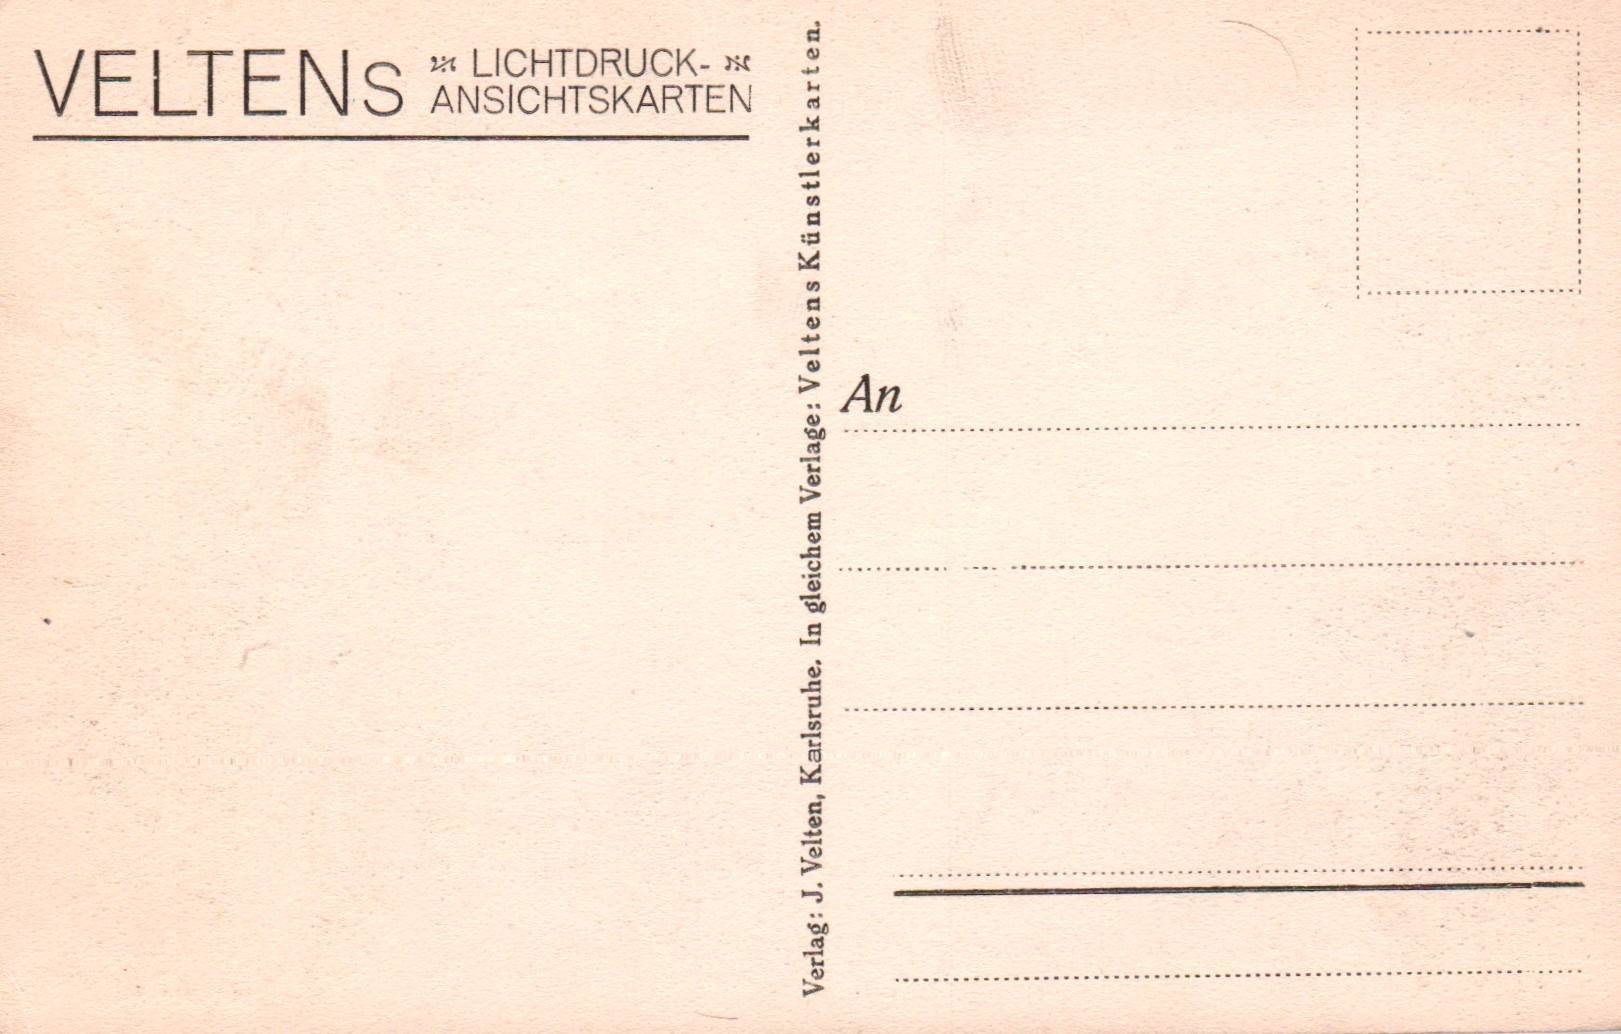 VELTENS LICHTDRUCK-
ANSICHTSKARTEN
Verlag: J. Velten, Karlsruhe. In gleichem Verlage: Veltens Künstlerkarten.
An